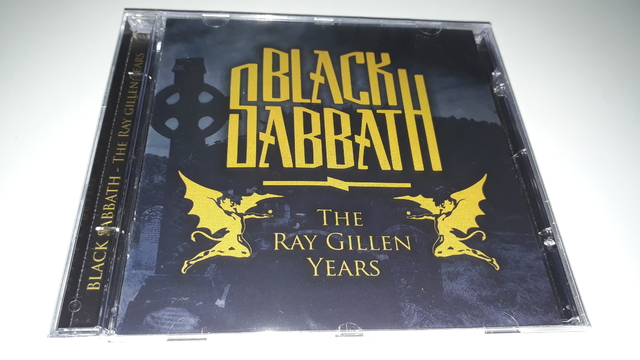 BLACK SABBATH - THE RAY GILLEN YEARS
BLACK
SABBATH
THE
RAY GILLEN
YEARS